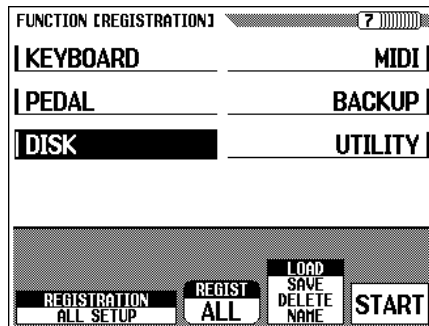 FUNCTION [REGISTRATION] 7
KEYBOARD MIDI
PEDAL BACKUP
DISK UTILITY
REGISTRATION
ALL SETUP
REGIST
ALL
LOAD
SAVE
DELETE
NAME
START